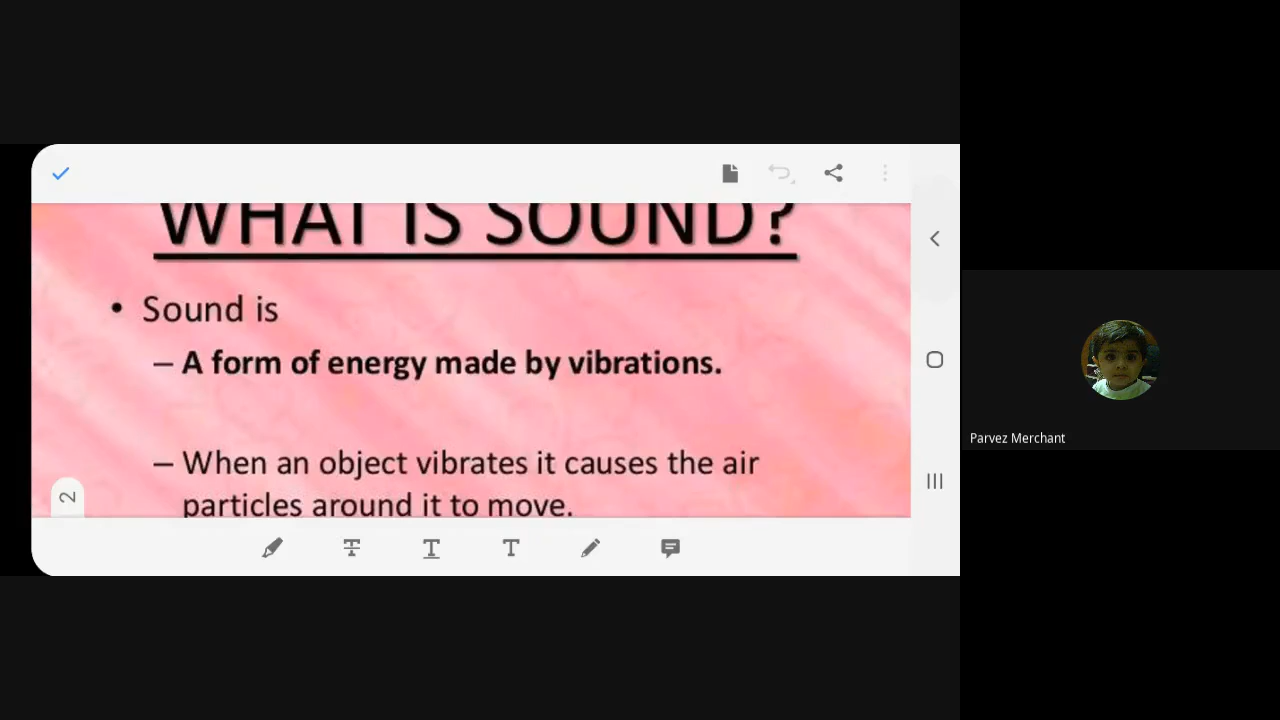 WHAT IS SOUND?
• Sound is
– A form of energy made by vibrations.
– When an object vibrates it causes the air
particles around it to move.
2
Parvez Merchant